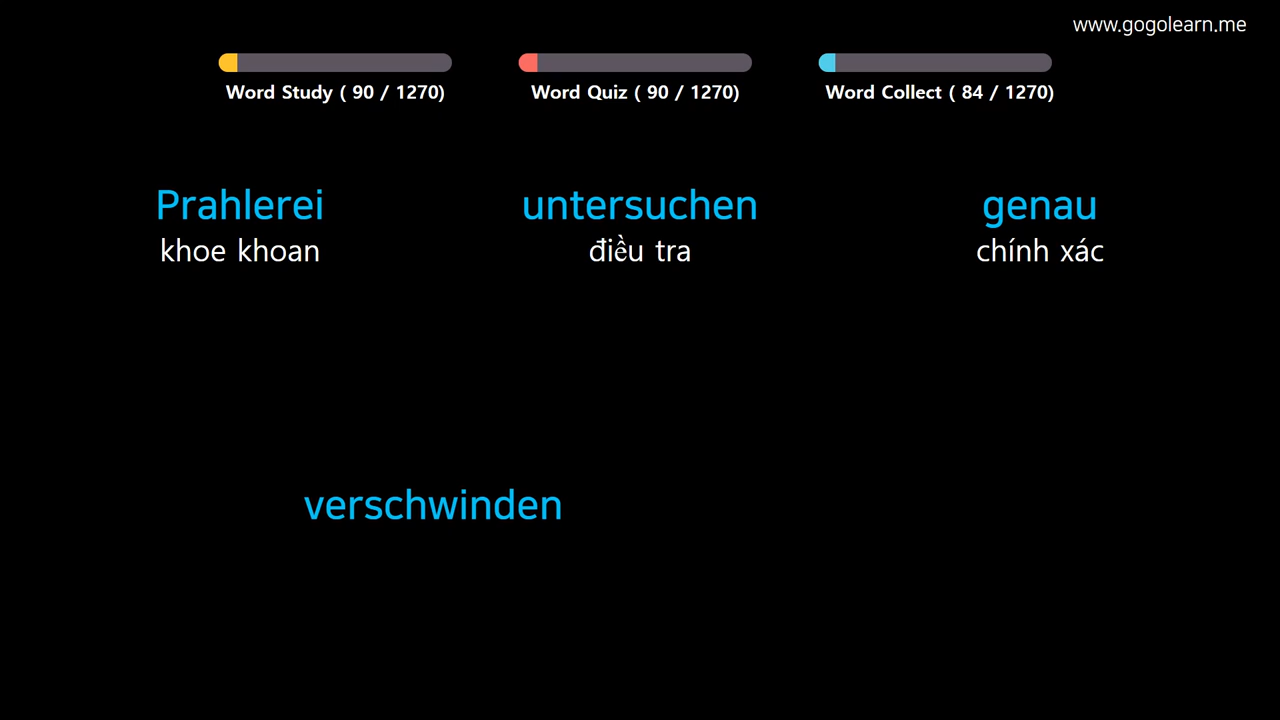 www.gogolearn.me
Word Study ( 90 / 1270)
Word Quiz ( 90 / 1270)
Word Collect ( 84 / 1270)
Prahlerei
khoe khoan
untersuchen
điều tra
genau
chính xác
verschwinden